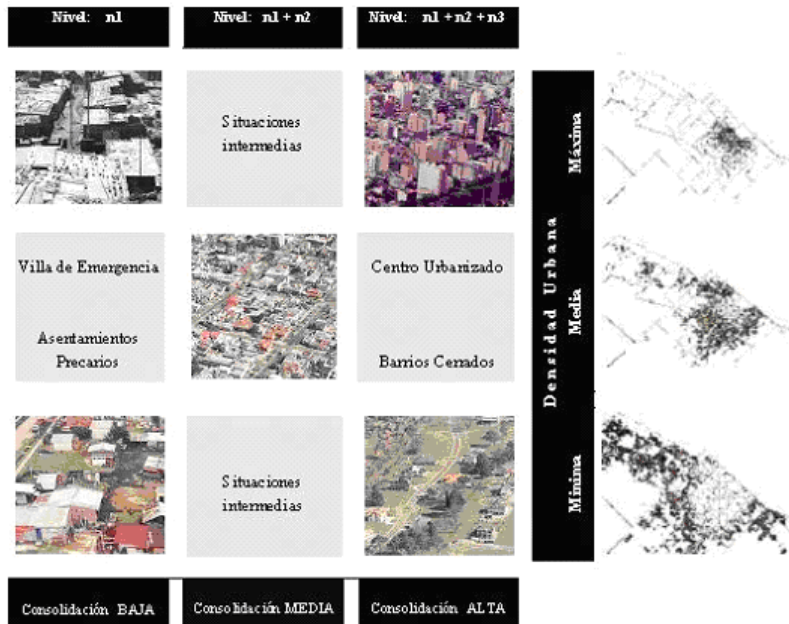 Nivel: n1
Nivel: n1 + n2
Nivel: n1 + n2 + n3
Situaciones
intermedias
Villa de Emergencia
Asentamientos
Precarios
Centro Urbanizado
Barrios Cerrados
Situaciones
intermedias
Densidad Urbana
Máxima
Media
Mínima
Consolidación BAJA
Consolidación MEDIA
Consolidación ALTA